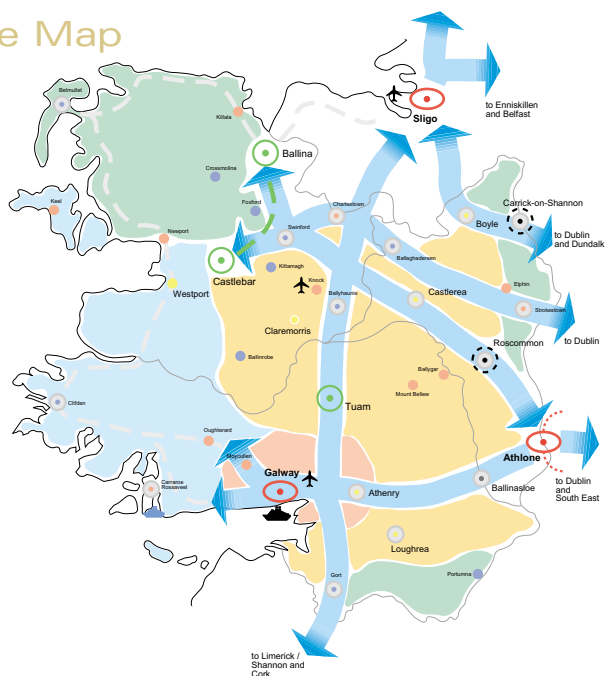 e Map
Belmullet
to Enniskillen
and Belfast
Killala
Sligo
Ballina
Crossmolina
Carrick-on-Shannon
Keel
Foxford
Charlestown
Boyle
Newport
Swinford
to Dublin
and Dundalk
Ballaghadereen
Castlebar
Kiltamagh
Knock
Elphin
Westport
Ballyhaunis
Castlerea
Strokestown
Claremorris
to Dublin
Roscommon
Ballinrobe
Ballygar
Mount Bellew
Clifden
Tuam
Oughterard
Moycullen
Athlone
Galway
Carraroe
Rossaveel
Athenry
Ballinasloe
to Dublin
and
South East
Loughrea
Gort
Portumna
to Limerick /
Shannon and
Cork